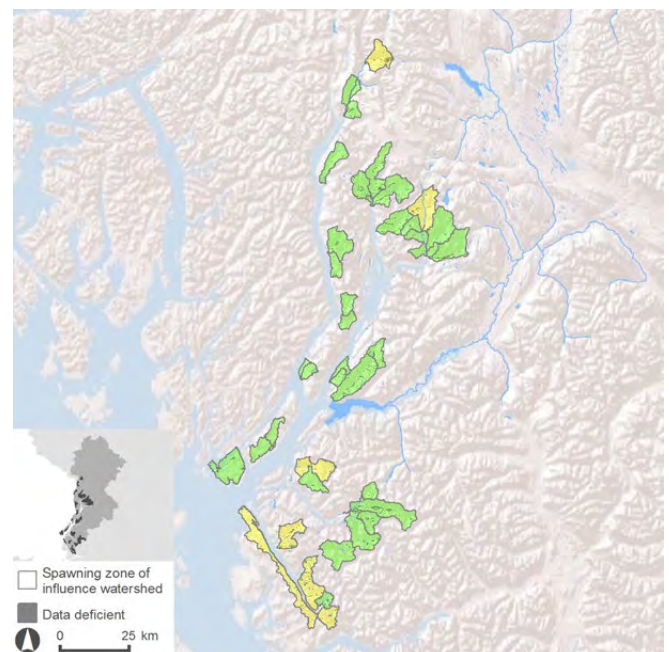 Spawning zone of
influence watershed
Data deficient
0 25 km